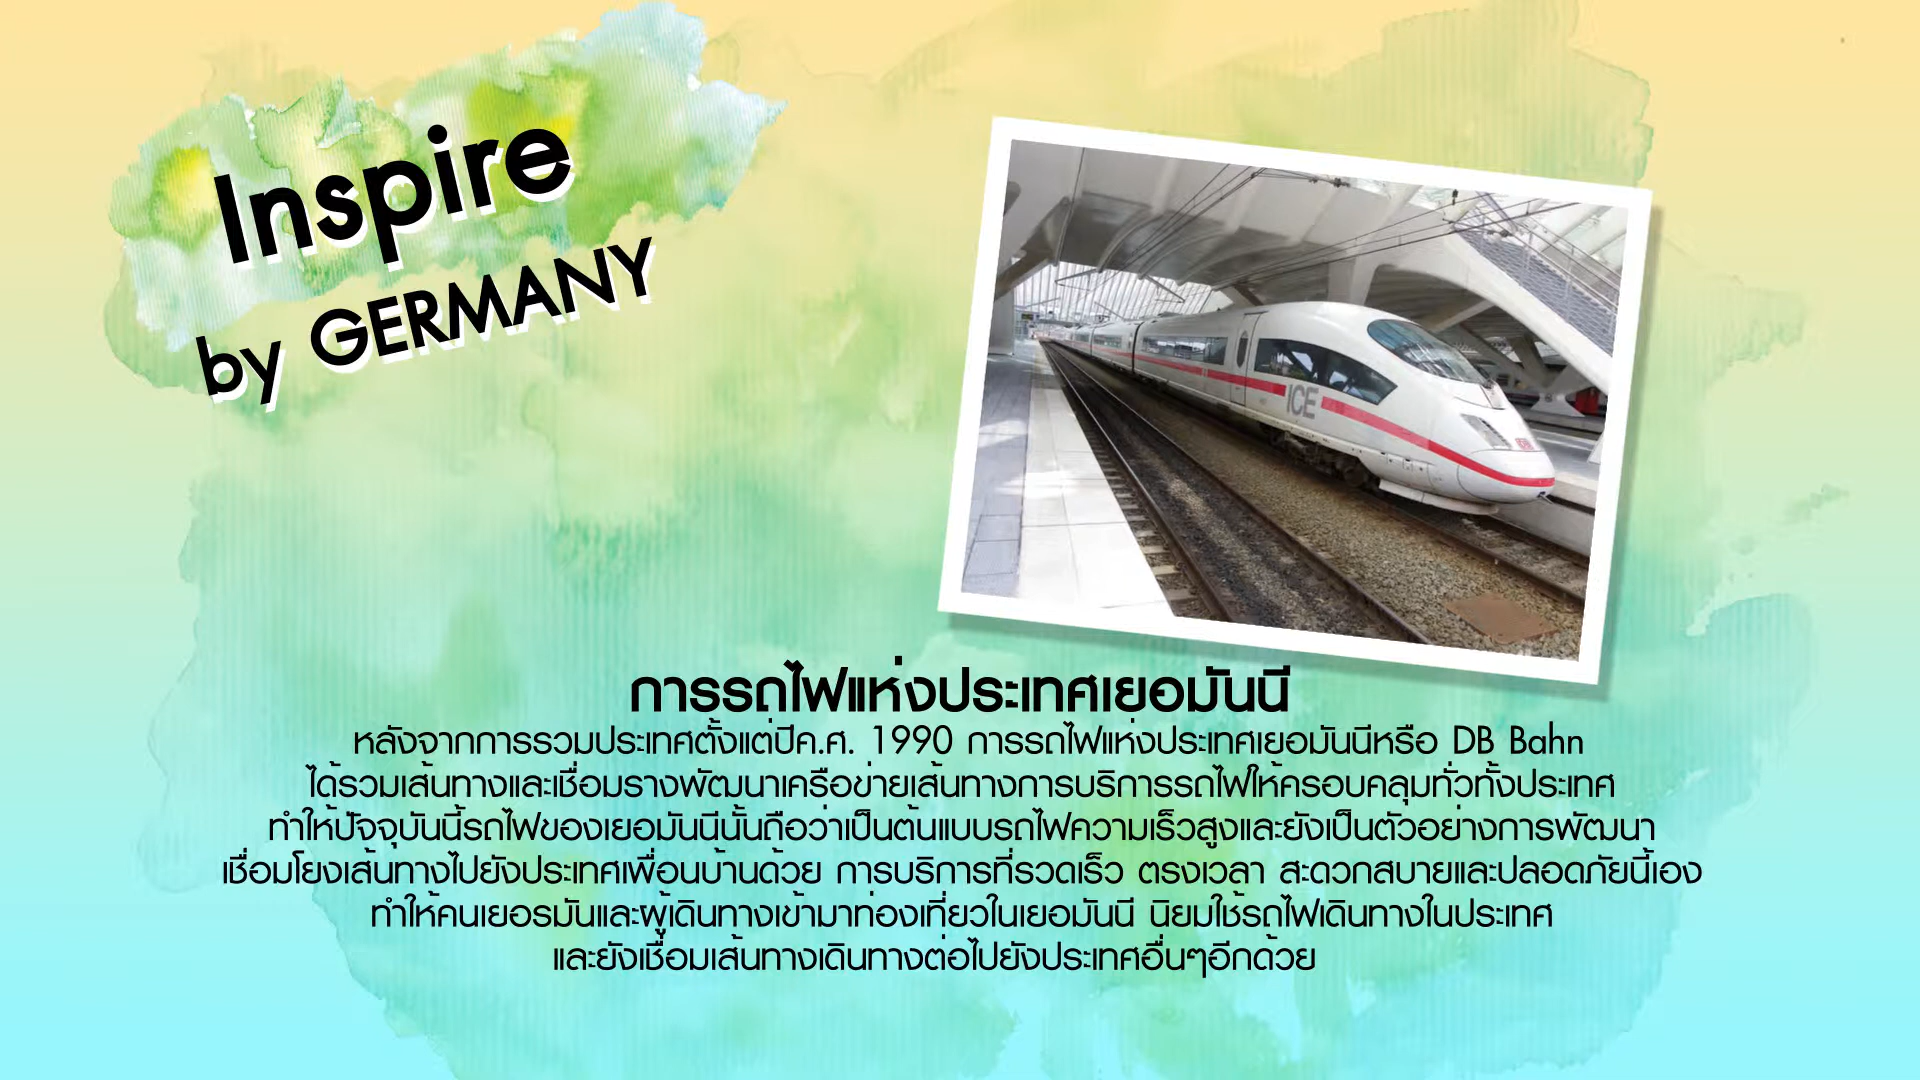 Inspire
by GERMANY
ICE
การรถไฟแห่งประเทศเยอมันนี
หลังจากการรวมประเทศตั้งแต่ปีค.ศ. 1990 การรถไฟแห่งประเทศเยอมันนีหรือ DB Bahn
ได้รวมเส้นทางและเชื่อมรางพัฒนาเครือข่ายเส้นทางการบริการรถไฟให้ครอบคลุมทั่วทั้งประเทศ
ทำให้ปัจจุบันนี้รถไฟของเยอมันนีนั้นถือว่าเป็นต้นแบบรถไฟความเร็วสูงและยังเป็นตัวอย่างการพัฒนา
เชื่อมโยงเส้นทางไปยังประเทศเพื่อนบ้านด้วย การบริการที่รวดเร็ว ตรงเวลา สะดวกสบายและปลอดภัยนี้เอง
ทำให้คนเยอรมันและผู้เดินทางเข้ามาท่องเที่ยวในเยอมันนี นิยมใช้รถไฟเดินทางในประเทศ
และยังเชื่อมเส้นทางเดินทางต่อไปยังประเทศอื่นๆอีกด้วย